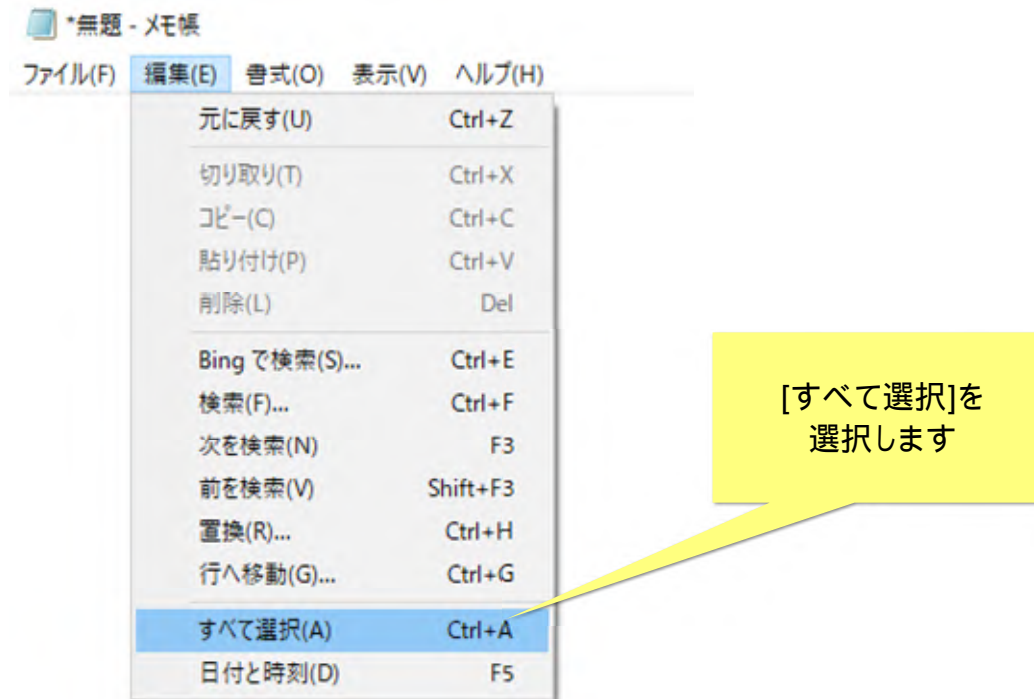 *無題 - メモ帳
ファイル(F) 編集(E) 書式(O) 表示(V) ヘルプ(H)
元に戻す(U) Ctrl+Z
切り取り(T) Ctrl+X
コピー(C) Ctrl+C
貼り付け(P) Ctrl+V
削除(L) Del
Bing で検索(S)... Ctrl+E
検索(F)... Ctrl+F
次を検索(N) F3
前を検索(V) Shift+F3
置換(R)... Ctrl+H
行へ移動(G)... Ctrl+G
すべて選択(A) Ctrl+A
日付と時刻(D) F5
[すべて選択]を
選択します